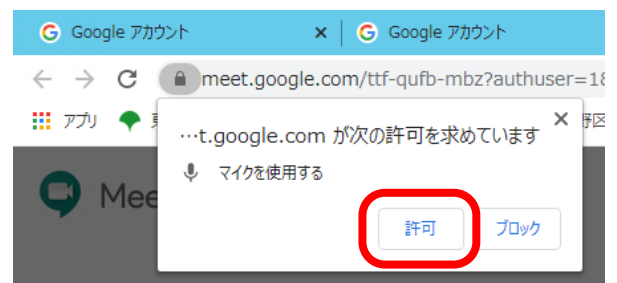 Google アカウント × Google アカウント
meet.google.com/ttf-qufb-mbz?authuser=1
アプリ
…t.google.com が次の許可を求めています ×
マイクを使用する
Mee
許可 ブロック